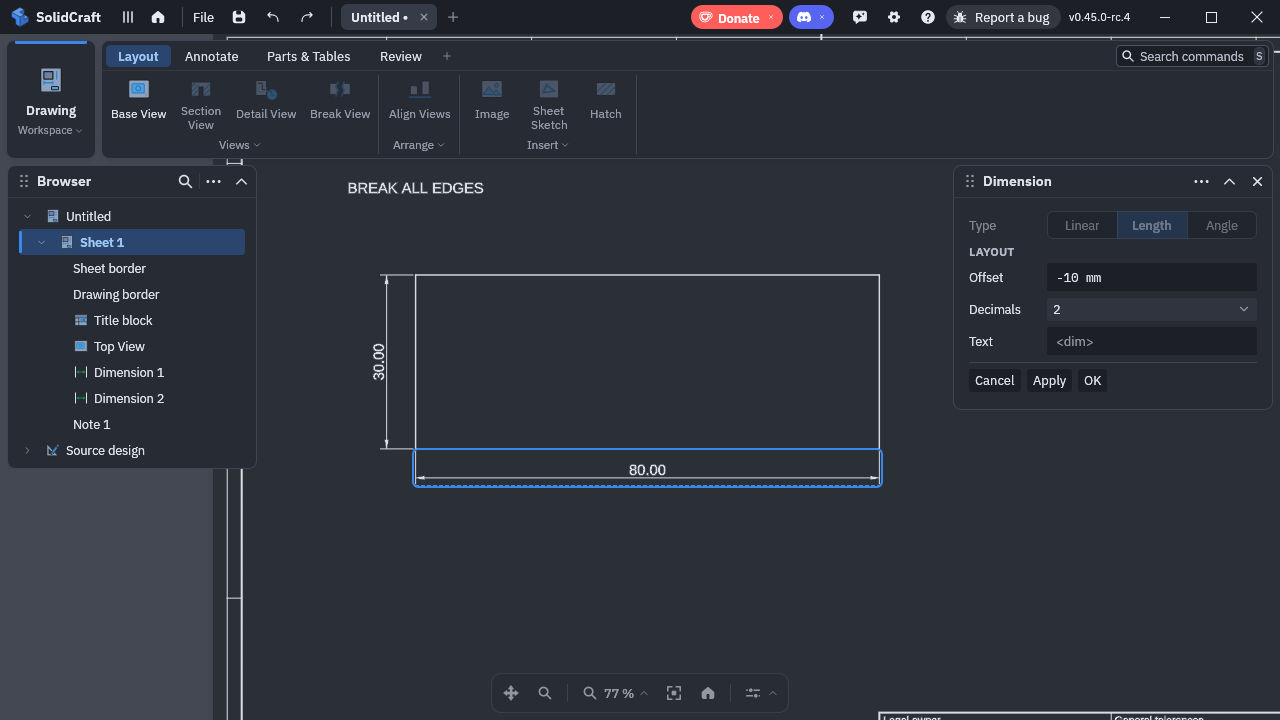 SolidCraft
File
Untitled •
Donate
Report a bug
v0.45.0-rc.4
Drawing
Workspace
Layout
Annotate
Parts & Tables
Review
Search commands
S
Base View
Section View
Detail View
Break View
Views
Align Views
Arrange
Image
Sheet Sketch
Hatch
Insert
Browser
Untitled
Sheet 1
Sheet border
Drawing border
Title block
Top View
Dimension 1
Dimension 2
Note 1
Source design
BREAK ALL EDGES
30.00
80.00
Dimension
Type
Linear
Length
Angle
LAYOUT
Offset
-10 mm
Decimals
2
Text
<dim>
Cancel
Apply
OK
77 %
Legal owner
General tolerances